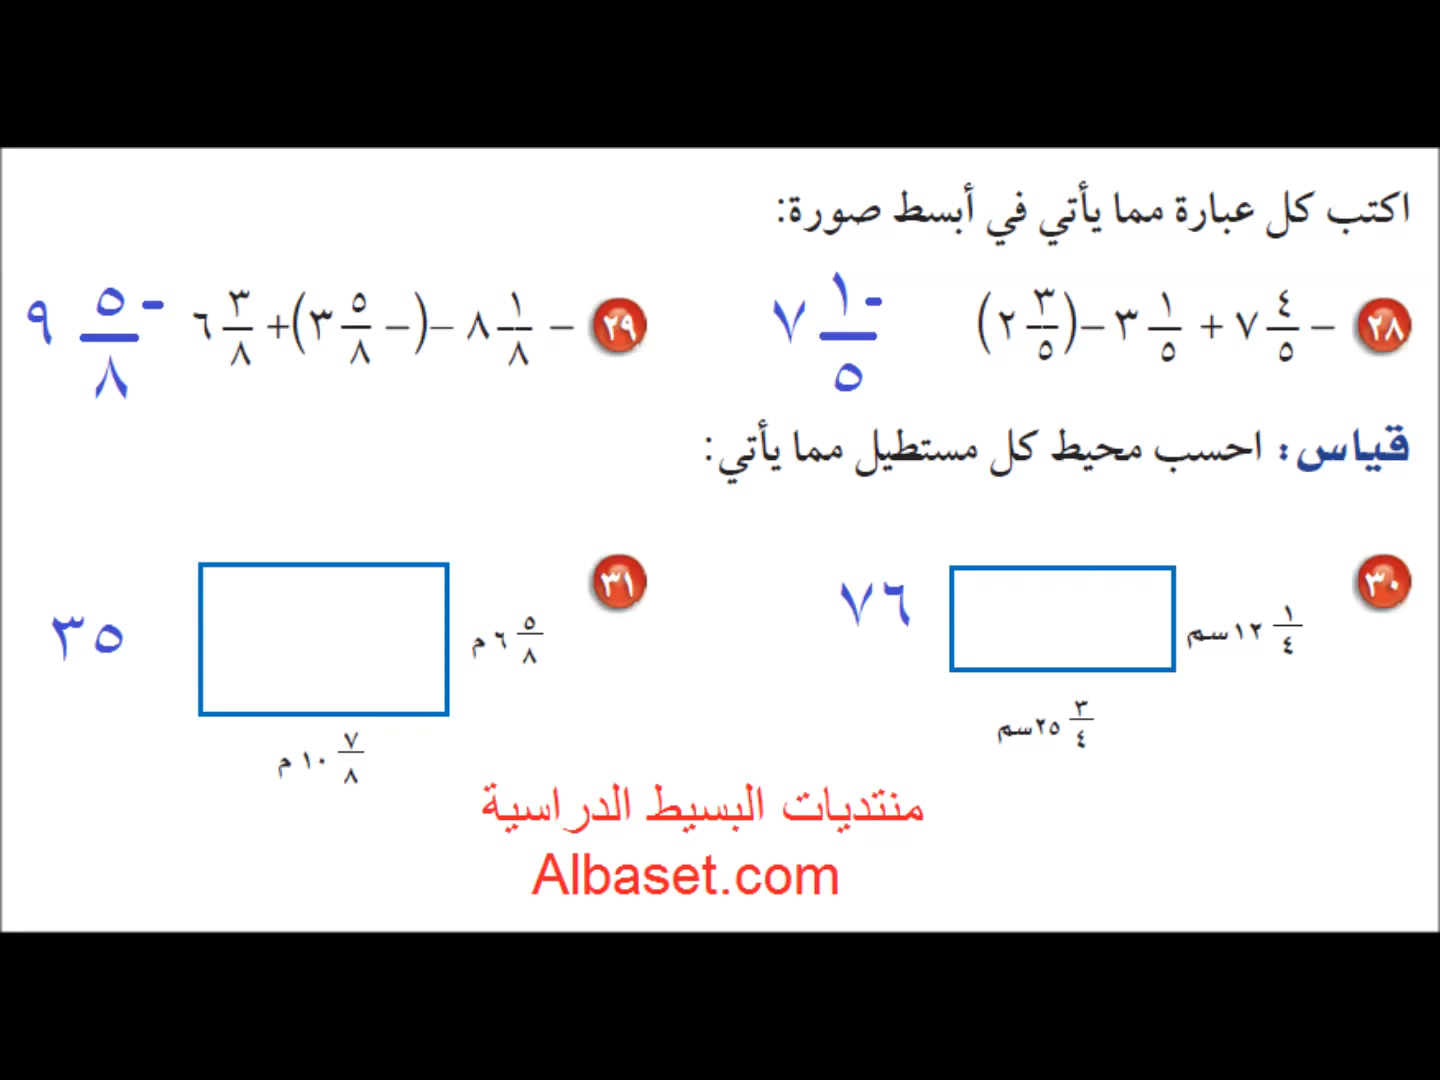 اكتب كل عبارة مما يأتي في أبسط صورة:
٢٨ − ٤/٥ ٧ + ١/٥ ٣ − (٣/٥ ٢) -١/٥ ٧
٢٩ − ١/٨ ٨ − (− ٥/٨ ٣) + ٣/٨ ٦ -٥/٨ ٩
قياس: احسب محيط كل مستطيل مما يأتي:
٣٠ ١/٤ ١٢ سم ٧٦
٣/٤ ٢٥ سم
٣١ ٥/٨ ٦ م ٣٥
٧/٨ ١٠ م
منتديات البسيط الدراسية
Albaset.com